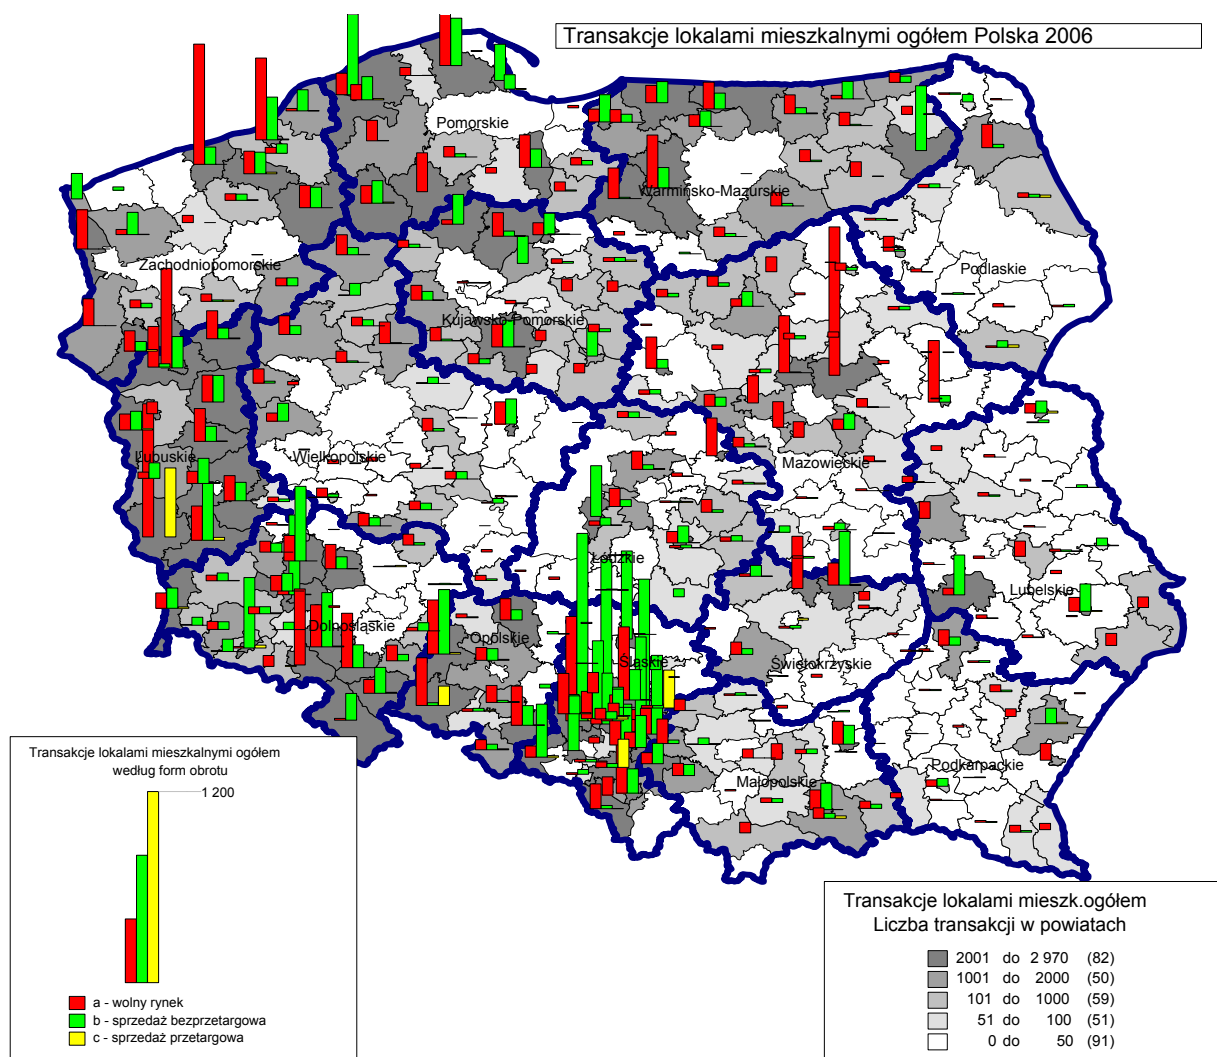 Transakcje lokalami mieszkalnymi ogółem Polska 2006
Pomorskie
Warmińsko-Mazurskie
Zachodniopomorskie
Podlaskie
Kujawsko-Pomorskie
Lubuskie
Wielkopolskie
Mazowieckie
Łódzkie
Lubelskie
Dolnośląskie
Opolskie
Śląskie
Świętokrzyskie
Małopolskie
Podkarpackie
Transakcje lokalami mieszkalnymi ogółem
według form obrotu
1 200
a - wolny rynek
b - sprzedaż bezprzetargowa
c - sprzedaż przetargowa
Transakcje lokalami mieszk.ogółem
Liczba transakcji w powiatach
2001 do 2 970 (82)
1001 do 2000 (50)
101 do 1000 (59)
51 do 100 (51)
0 do 50 (91)